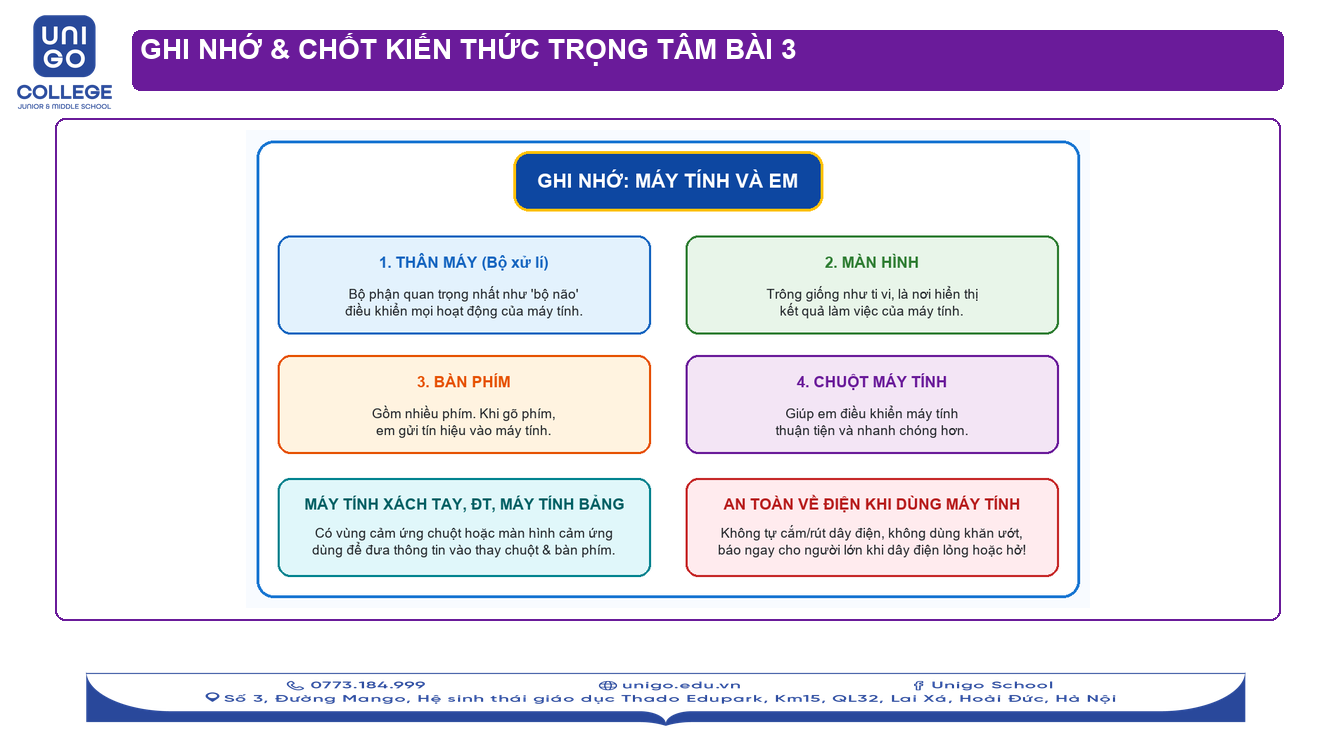 UNI
GO
COLLEGE
JUNIOR & MIDDLE SCHOOL
GHI NHỚ & CHỐT KIẾN THỨC TRỌNG TÂM BÀI 3
GHI NHỚ: MÁY TÍNH VÀ EM
1. THÂN MÁY (Bộ xử lí)
Bộ phận quan trọng nhất như 'bộ não'
điều khiển mọi hoạt động của máy tính.
2. MÀN HÌNH
Trông giống như ti vi, là nơi hiển thị
kết quả làm việc của máy tính.
3. BÀN PHÍM
Gồm nhiều phím. Khi gõ phím,
em gửi tín hiệu vào máy tính.
4. CHUỘT MÁY TÍNH
Giúp em điều khiển máy tính
thuận tiện và nhanh chóng hơn.
MÁY TÍNH XÁCH TAY, ĐT, MÁY TÍNH BẢNG
Có vùng cảm ứng chuột hoặc màn hình cảm ứng
dùng để đưa thông tin vào thay chuột & bàn phím.
AN TOÀN VỀ ĐIỆN KHI DÙNG MÁY TÍNH
Không tự cắm/rút dây điện, không dùng khăn ướt,
báo ngay cho người lớn khi dây điện lỏng hoặc hở!
0773.184.999
unigo.edu.vn
Unigo School
Số 3, Đường Mango, Hệ sinh thái giáo dục Thado Edupark, Km15, QL32, Lai Xá, Hoài Đức, Hà Nội